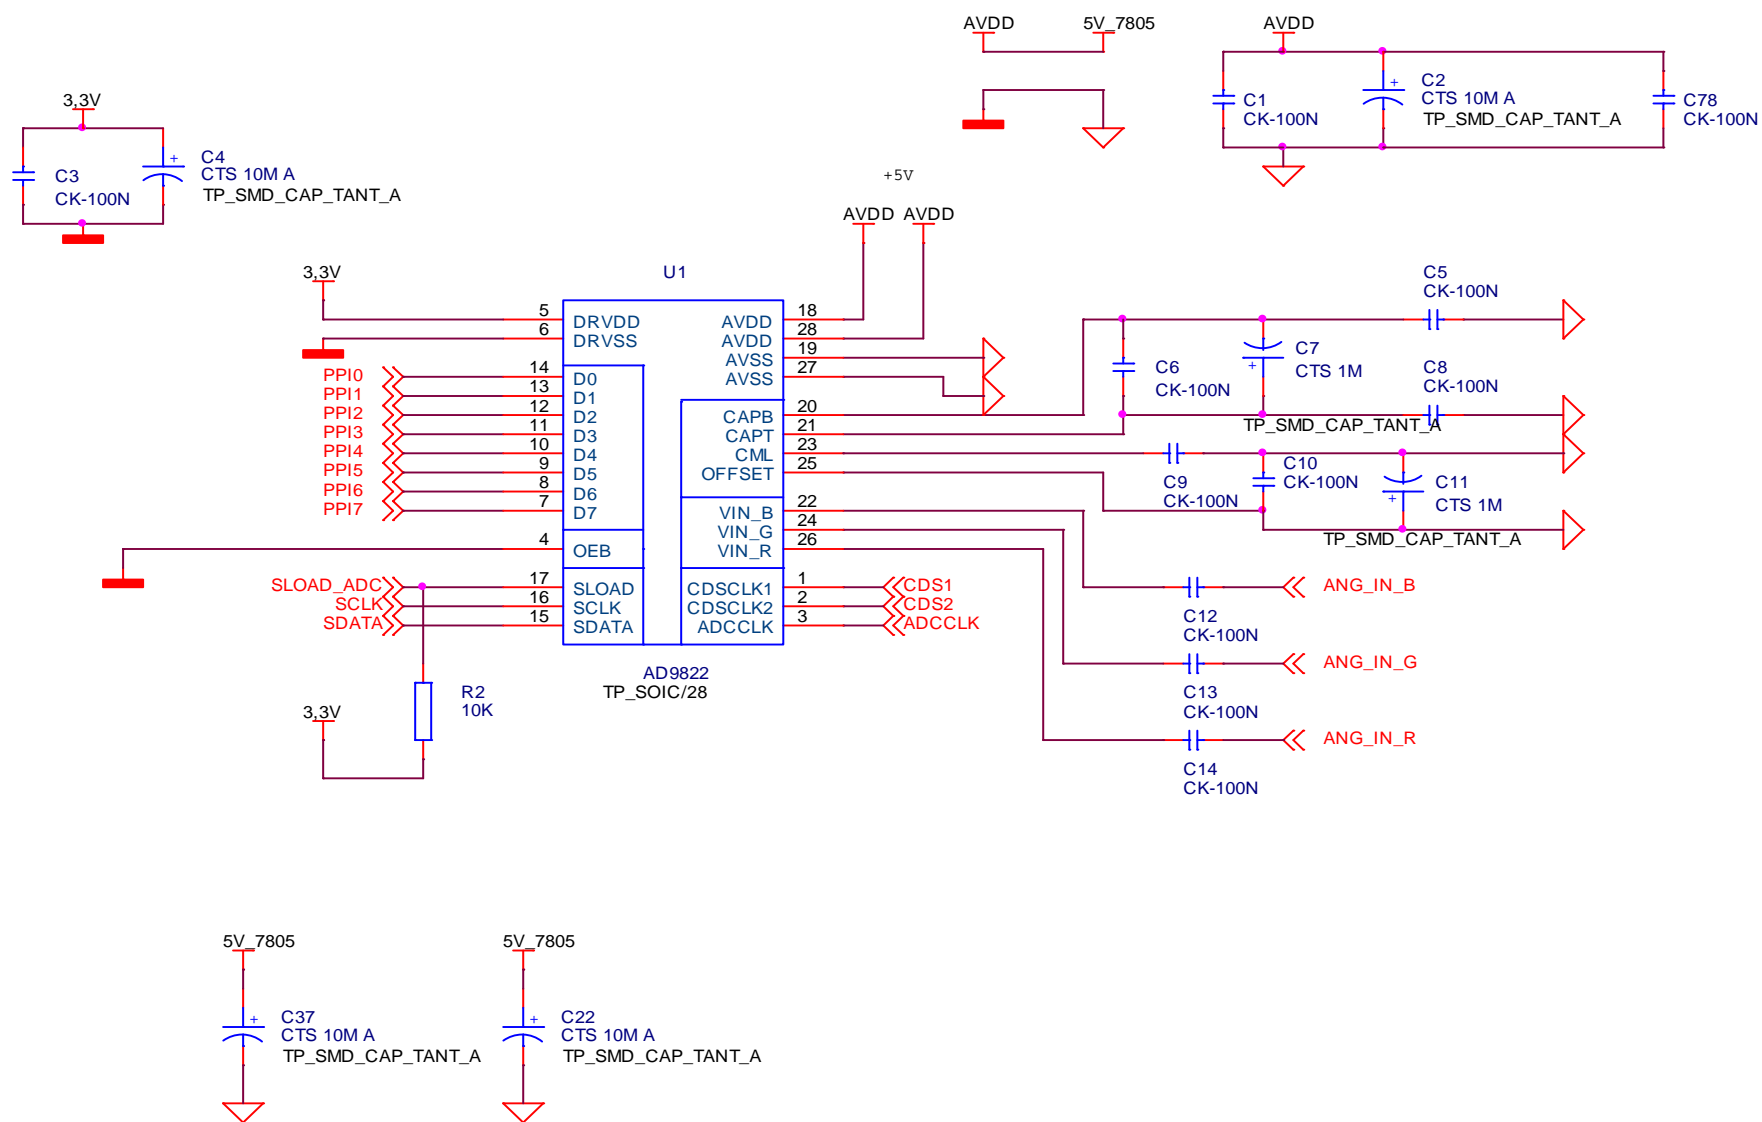 AVDD
5V_7805
AVDD
C1
CK-100N
C2
CTS 10M A
TP_SMD_CAP_TANT_A
C78
CK-100N
3,3V
C3
CK-100N
C4
CTS 10M A
TP_SMD_CAP_TANT_A
+5V
AVDD AVDD
3,3V
U1
5 DRVDD
6 DRVSS
PPI0 14 D0
PPI1 13 D1
PPI2 12 D2
PPI3 11 D3
PPI4 10 D4
PPI5 9 D5
PPI6 8 D6
PPI7 7 D7
4 OEB
SLOAD_ADC 17 SLOAD
SCLK 16 SCLK
SDATA 15 SDATA
AVDD 18
AVDD 28
AVSS 19
AVSS 27
CAPB 20
CAPT 21
CML 23
OFFSET 25
VIN_B 22
VIN_G 24
VIN_R 26
CDSCLK1 1 CDS1
CDSCLK2 2 CDS2
ADCCLK 3 ADCCLK
AD9822
TP_SOIC/28
R2
10K
3,3V
C5
CK-100N
C6
CK-100N
C7
CTS 1M
TP_SMD_CAP_TANT_A
C8
CK-100N
C9
CK-100N
C10
CK-100N
C11
CTS 1M
TP_SMD_CAP_TANT_A
ANG_IN_B
C12
CK-100N
ANG_IN_G
C13
CK-100N
ANG_IN_R
C14
CK-100N
5V_7805
C37
CTS 10M A
TP_SMD_CAP_TANT_A
5V_7805
C22
CTS 10M A
TP_SMD_CAP_TANT_A